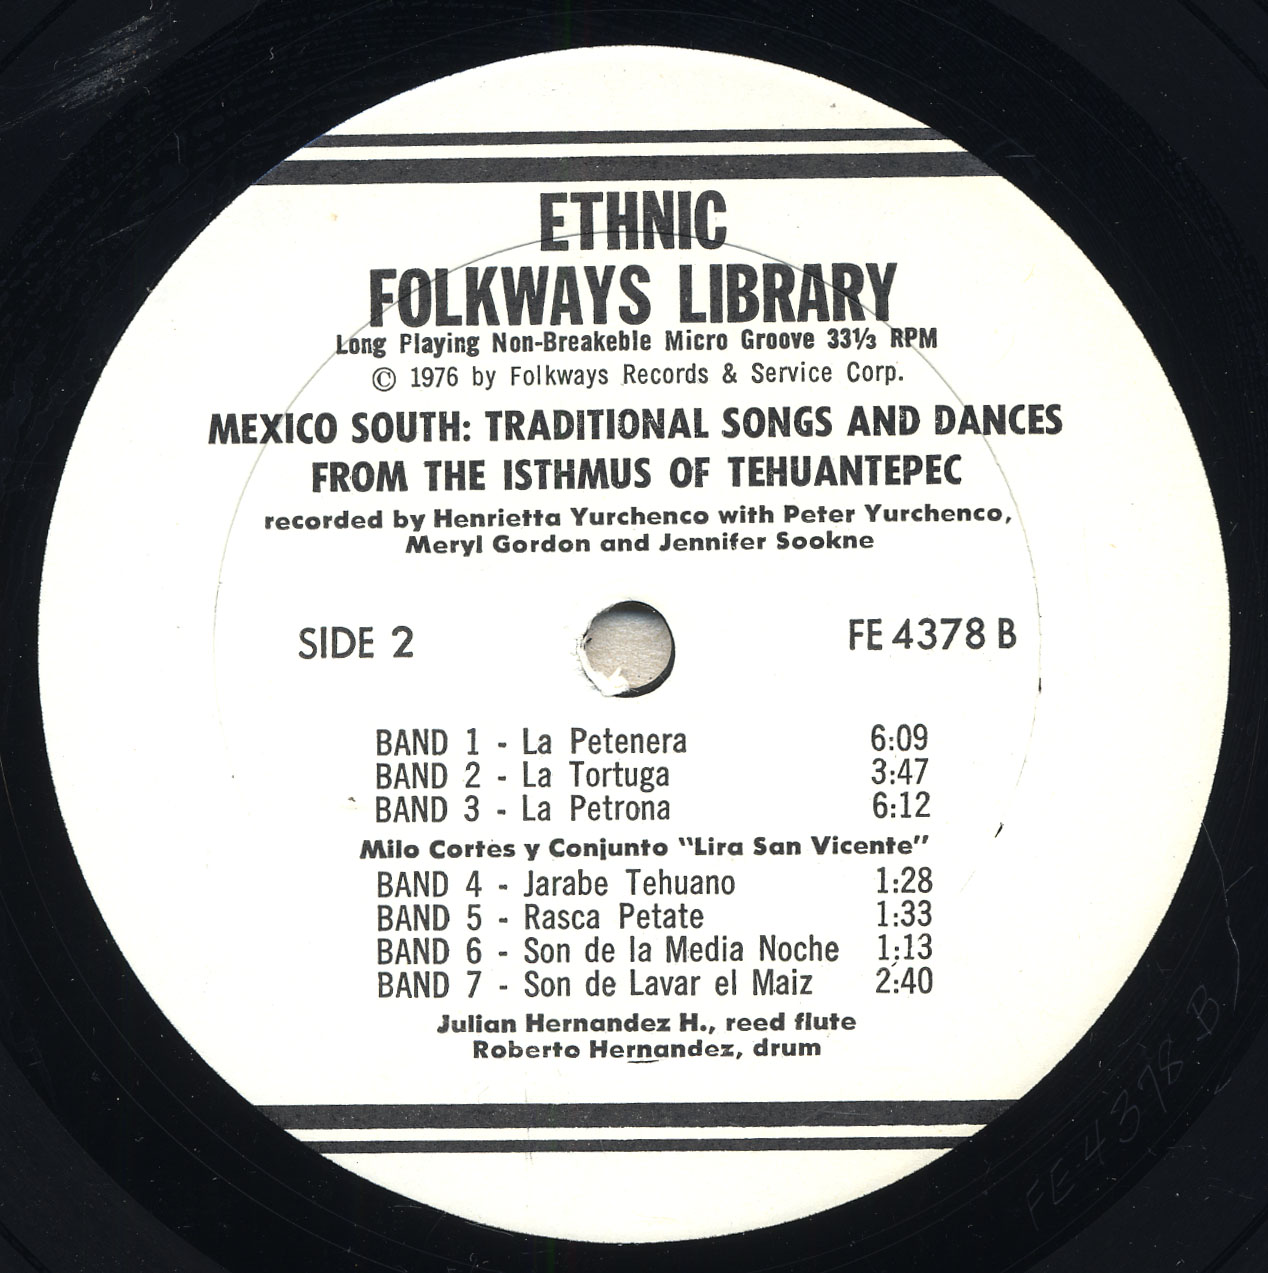 ETHNIC
FOLKWAYS LIBRARY
Long Playing Non-Breakeble Micro Groove 33⅓ RPM
© 1976 by Folkways Records & Service Corp.
MEXICO SOUTH: TRADITIONAL SONGS AND DANCES
FROM THE ISTHMUS OF TEHUANTEPEC
recorded by Henrietta Yurchenco with Peter Yurchenco,
Meryl Gordon and Jennifer Sookne
SIDE 2 FE 4378 B
BAND 1 - La Petenera 6:09
BAND 2 - La Tortuga 3:47
BAND 3 - La Petrona 6:12
Milo Cortes y Conjunto "Lira San Vicente"
BAND 4 - Jarabe Tehuano 1:28
BAND 5 - Rasca Petate 1:33
BAND 6 - Son de la Media Noche 1:13
BAND 7 - Son de Lavar el Maiz 2:40
Julian Hernandez H., reed flute
Roberto Hernandez, drum
FE 4378 B